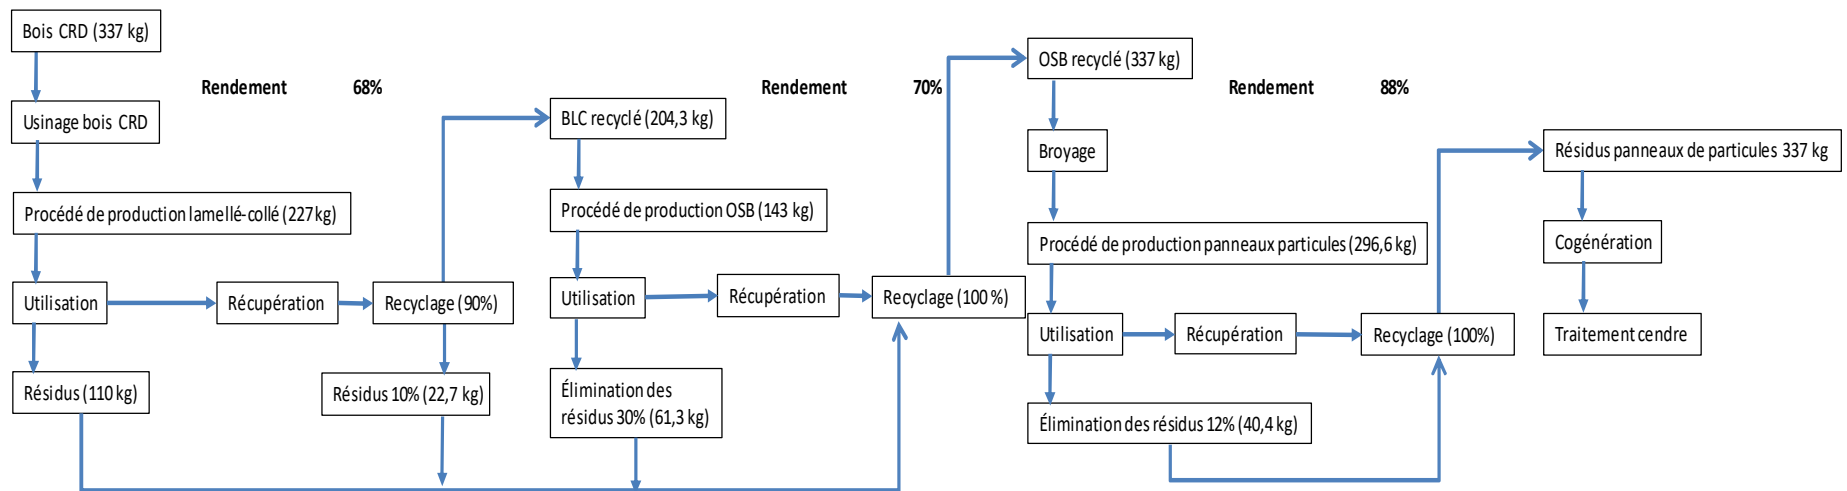 Bois CRD (337 kg)
Rendement 68%
Usinage bois CRD
Procédé de production lamellé-collé (227 kg)
Utilisation
Récupération
Recyclage (90%)
Résidus (110 kg)
Résidus 10% (22,7 kg)
Rendement 70%
BLC recyclé (204,3 kg)
Procédé de production OSB (143 kg)
Utilisation
Récupération
Recyclage (100 %)
Élimination des
résidus 30% (61,3 kg)
OSB recyclé (337 kg)
Rendement 88%
Broyage
Procédé de production panneaux particules (296,6 kg)
Utilisation
Récupération
Recyclage (100%)
Élimination des résidus 12% (40,4 kg)
Résidus panneaux de particules 337 kg
Cogénération
Traitement cendre